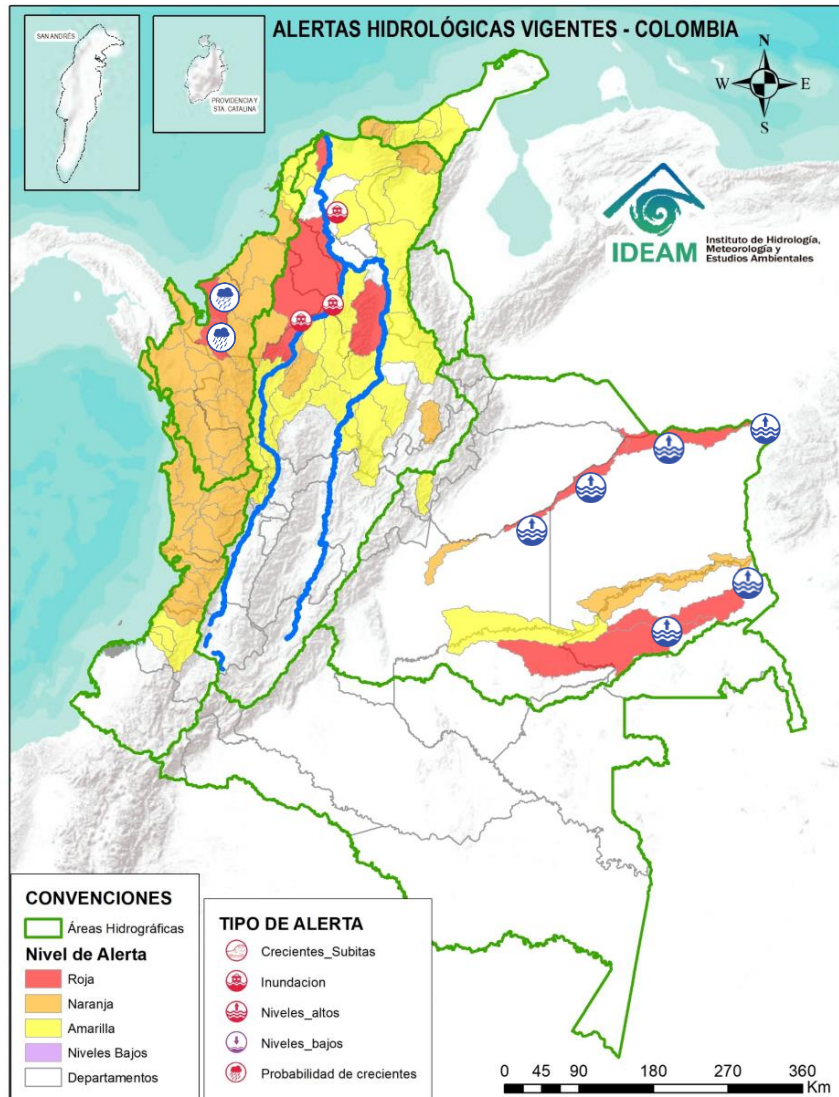 ALERTAS HIDROLÓGICAS VIGENTES - COLOMBIA
SAN ANDRÉS
PROVIDENCIA Y
STA. CATALINA
N
W
E
S
IDEAM
Instituto de Hidrología,
Meteorología y
Estudios Ambientales
CONVENCIONES
Áreas Hidrográficas
Nivel de Alerta
Roja
Naranja
Amarilla
Niveles Bajos
Departamentos
TIPO DE ALERTA
Crecientes_Subitas
Inundacion
Niveles_altos
Niveles_bajos
Probabilidad de crecientes
0 45 90 180 270 360
Km